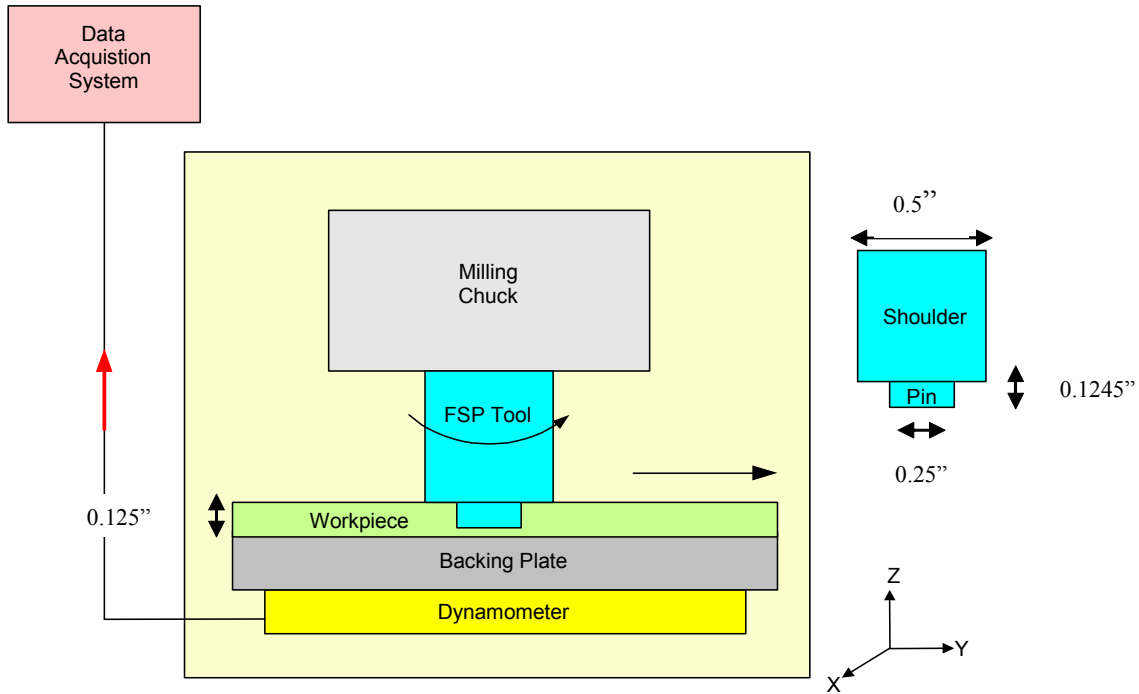 Data
Acquistion
System
Milling
Chuck
FSP Tool
0.125”
Workpiece
Backing Plate
Dynamometer
0.5”
Shoulder
Pin
0.1245”
0.25”
Z
Y
X